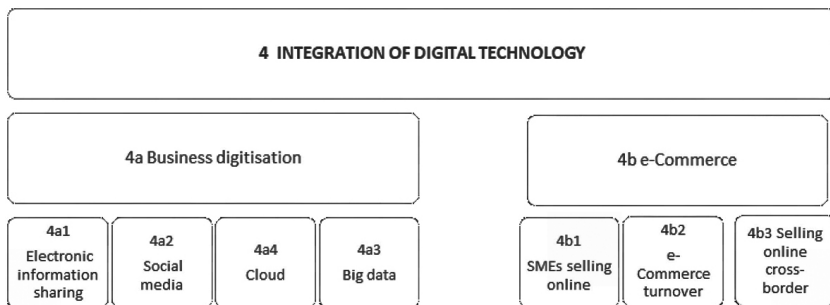 4 INTEGRATION OF DIGITAL TECHNOLOGY
4a Business digitisation
4b e-Commerce
4a1
Electronic
information
sharing
4a2
Social
media
4a4
Cloud
4a3
Big data
4b1
SMEs selling
online
4b2
e-
Commerce
turnover
4b3 Selling
online
cross-
border